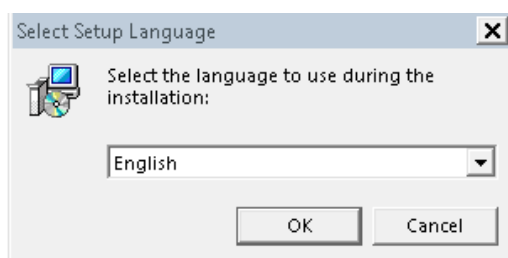 Select Setup Language
Select the language to use during the
installation:
English
OK
Cancel